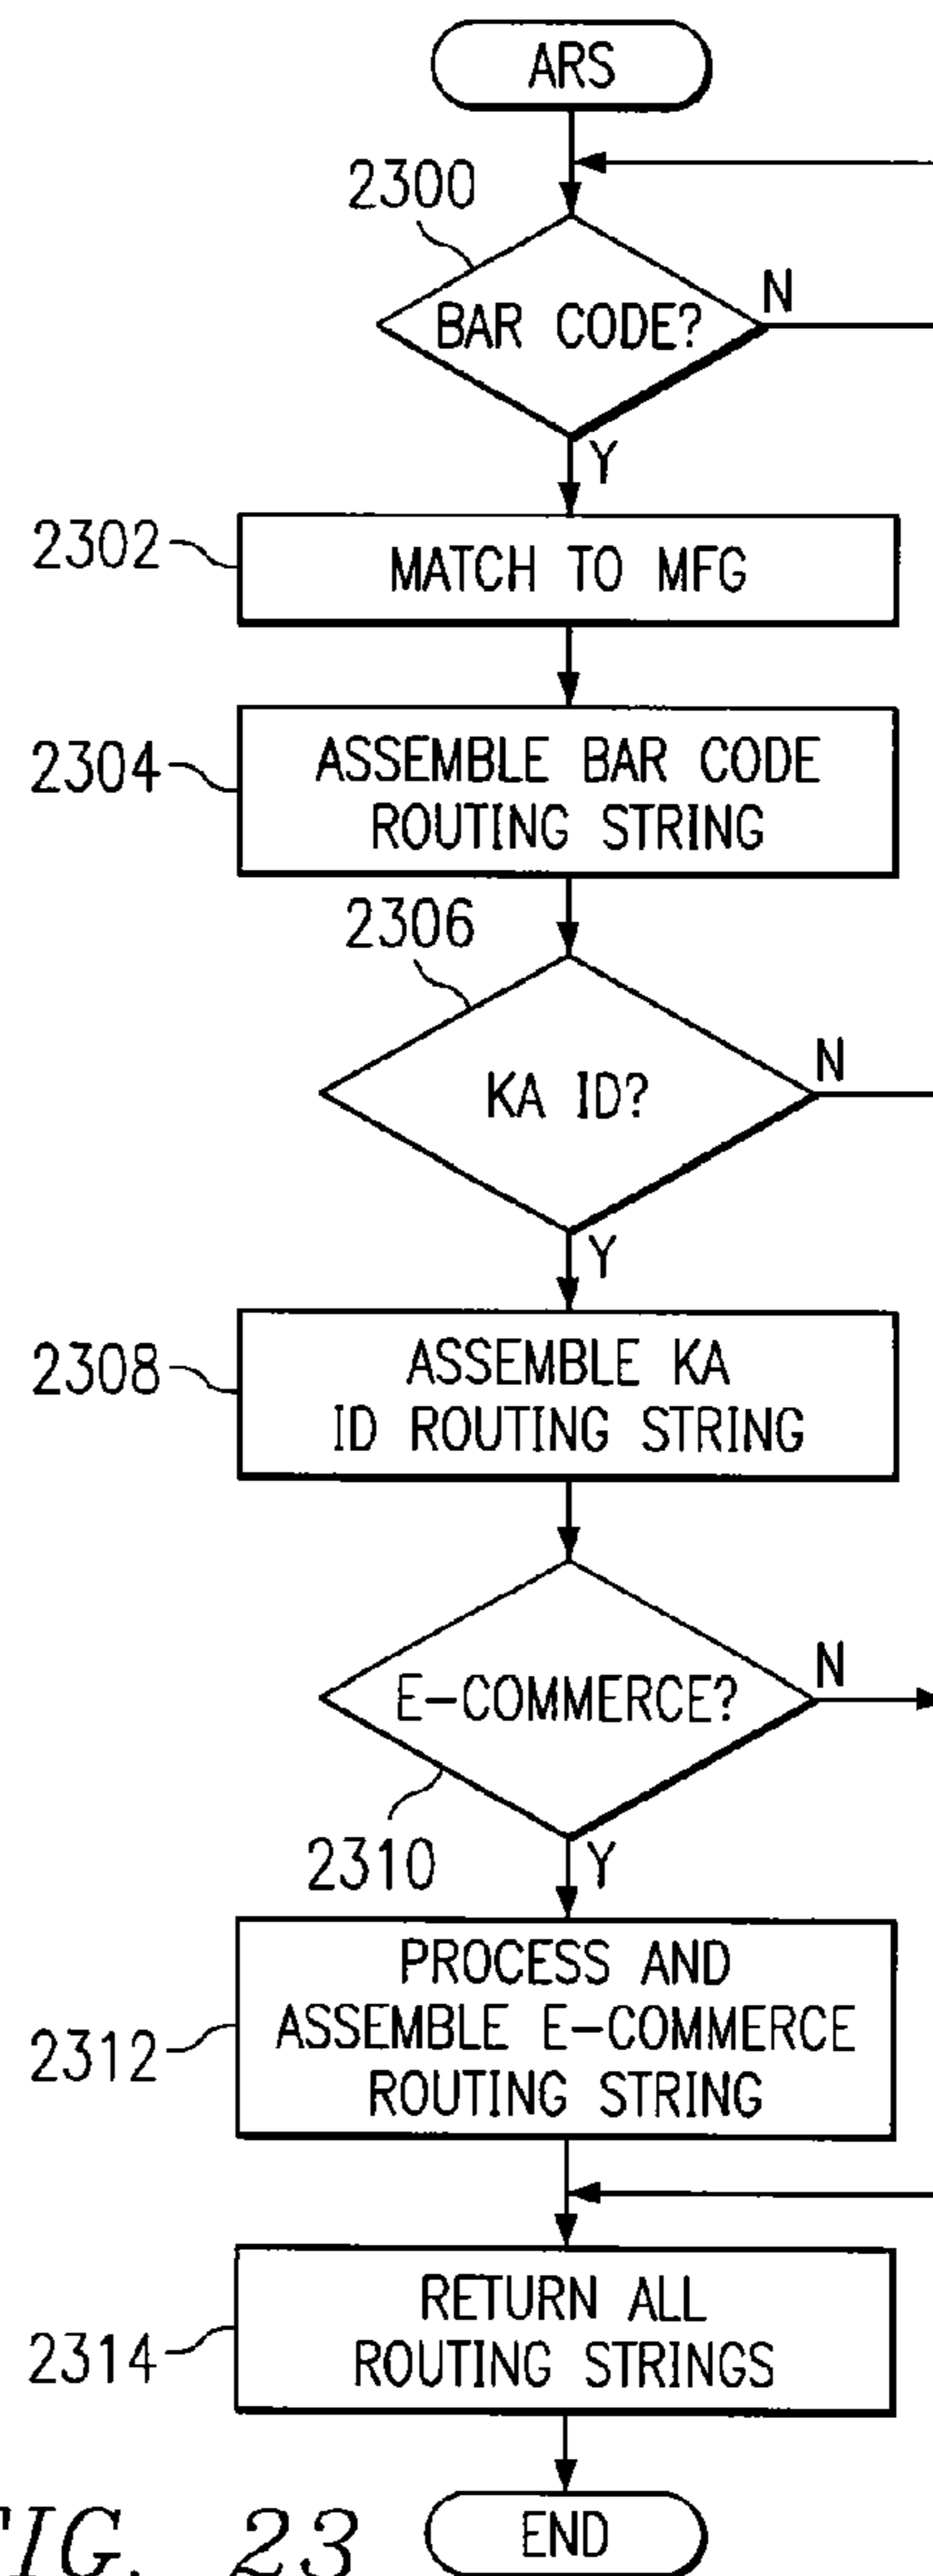 ARS
2300
BAR CODE?
N
Y
2302
MATCH TO MFG
2304
ASSEMBLE BAR CODE
ROUTING STRING
2306
KA ID?
N
Y
2308
ASSEMBLE KA
ID ROUTING STRING
E-COMMERCE?
N
2310
Y
2312
PROCESS AND
ASSEMBLE E-COMMERCE
ROUTING STRING
2314
RETURN ALL
ROUTING STRINGS
END
IG. 23